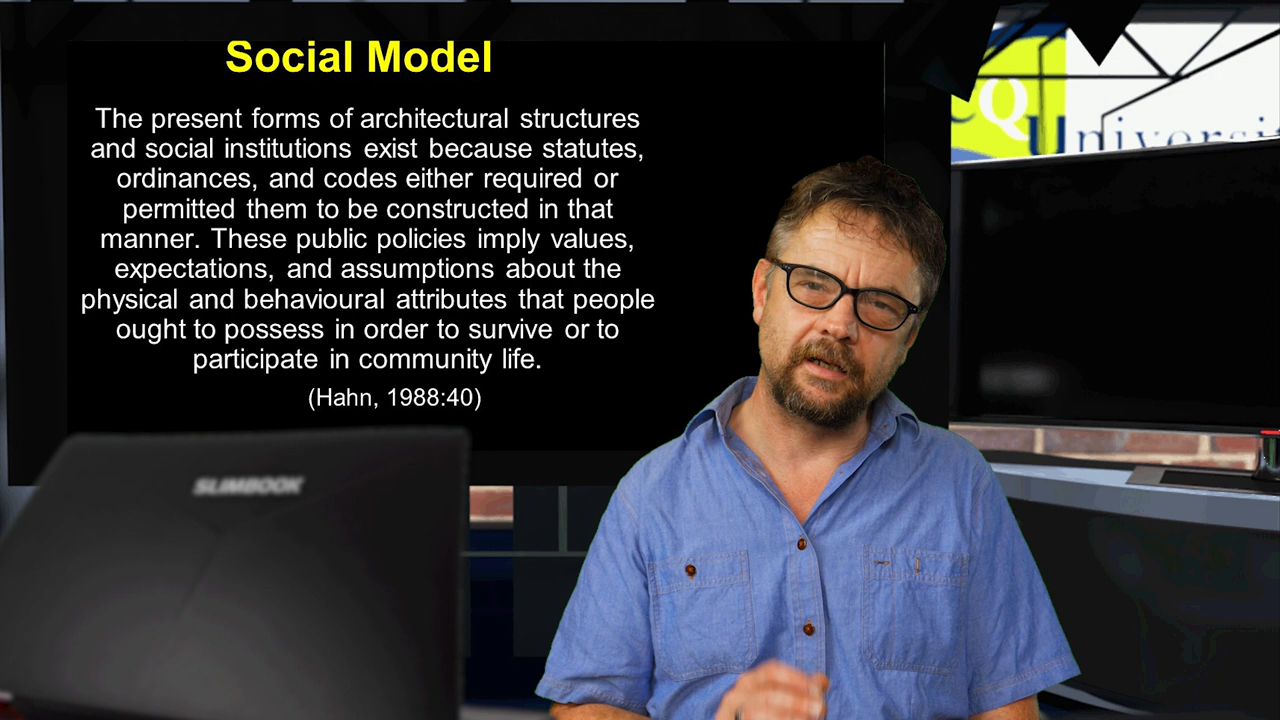 Social Model
The present forms of architectural structures
and social institutions exist because statutes,
ordinances, and codes either required or
permitted them to be constructed in that
manner. These public policies imply values,
expectations, and assumptions about the
physical and behavioural attributes that people
ought to possess in order to survive or to
participate in community life.
(Hahn, 1988:40)
CQ
Universi
SLIMBOOK